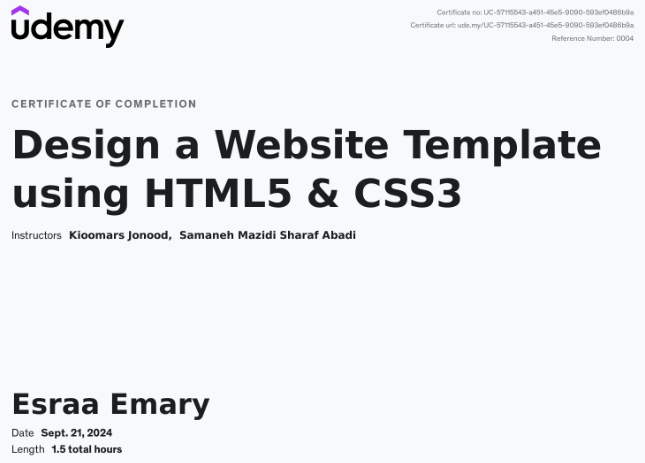 udemy
Certificate no: UC-57115543-a451-45e5-9090-593ef0486b9a
Certificate url: ude.my/UC-57115543-a451-45e5-9090-593ef0486b9a
Reference Number: 0004
CERTIFICATE OF COMPLETION
Design a Website Template
using HTML5 & CSS3
Instructors Kioomars Jonood, Samaneh Mazidi Sharaf Abadi
Esraa Emary
Date Sept. 21, 2024
Length 1.5 total hours